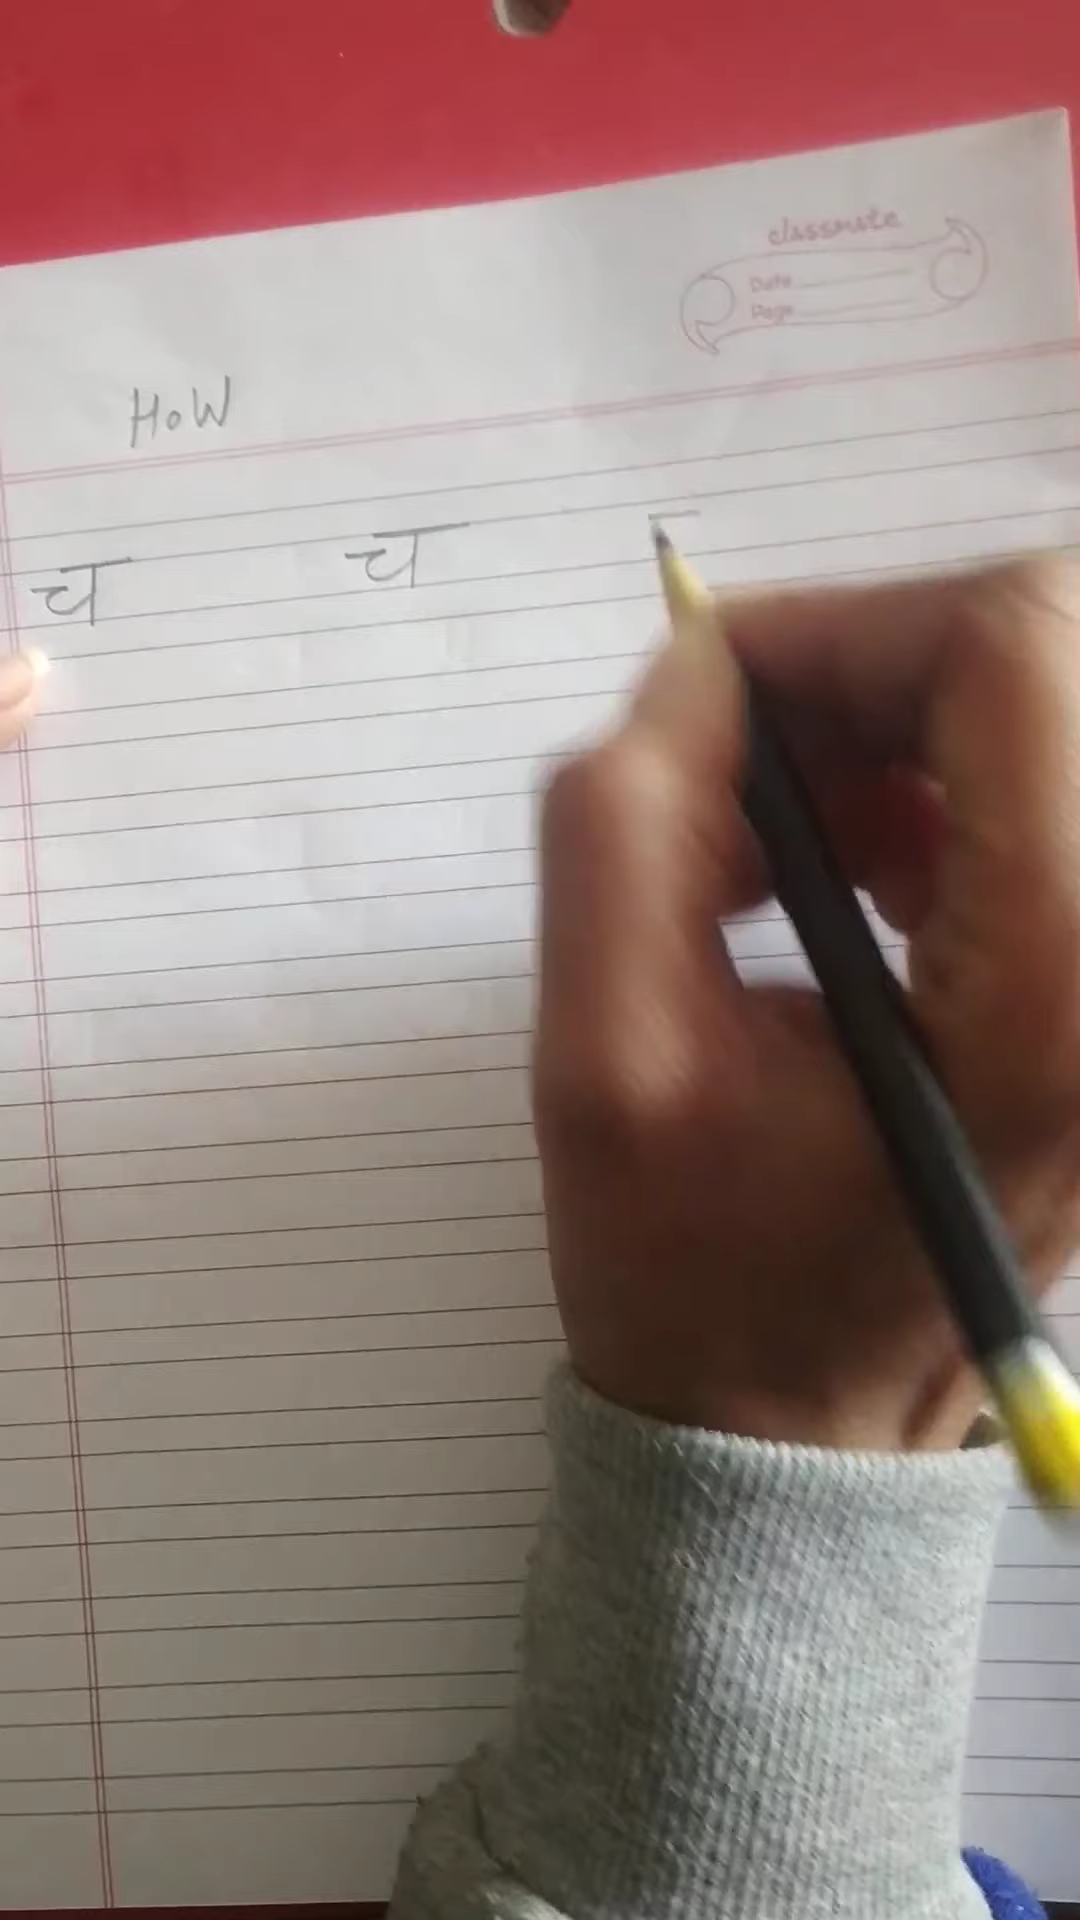 classmate
Date
Page
HoW
च च